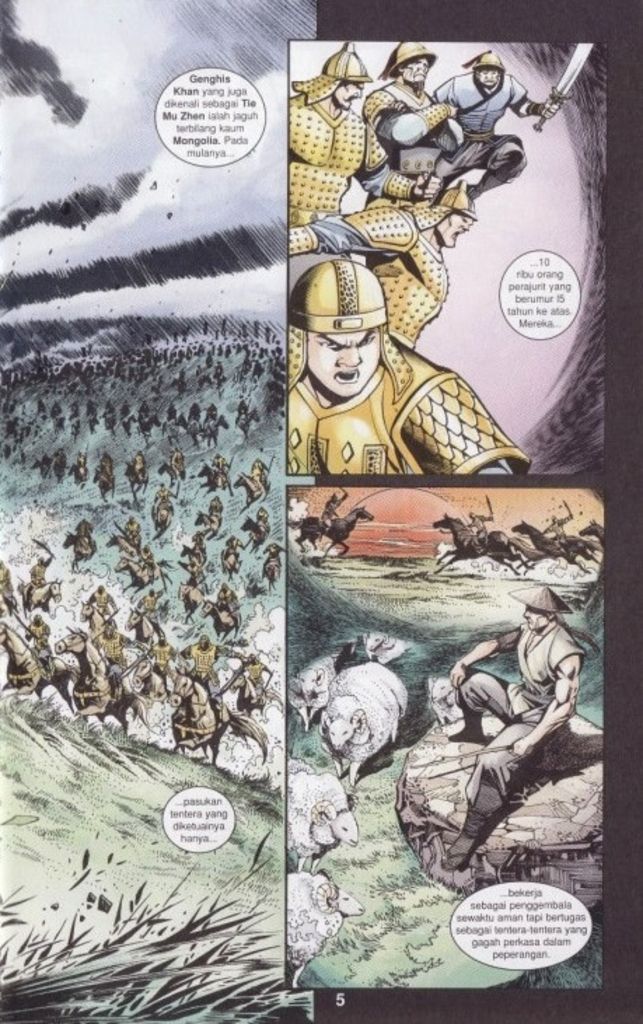 Genghis
Khan yang juga
dikenali sebagai Tie
Mu Zhen ialah jaguh
terbilang kaum
Mongolia. Pada
mulanya...
...pasukan
tentera yang
diketuainya
hanya...
...10
ribu orang
perajurit yang
berumur 15
tahun ke atas.
Mereka...
...bekerja
sebagai penggembala
sewaktu aman tapi bertugas
sebagai tentera-tentera yang
gagah perkasa dalam
peperangan.
5